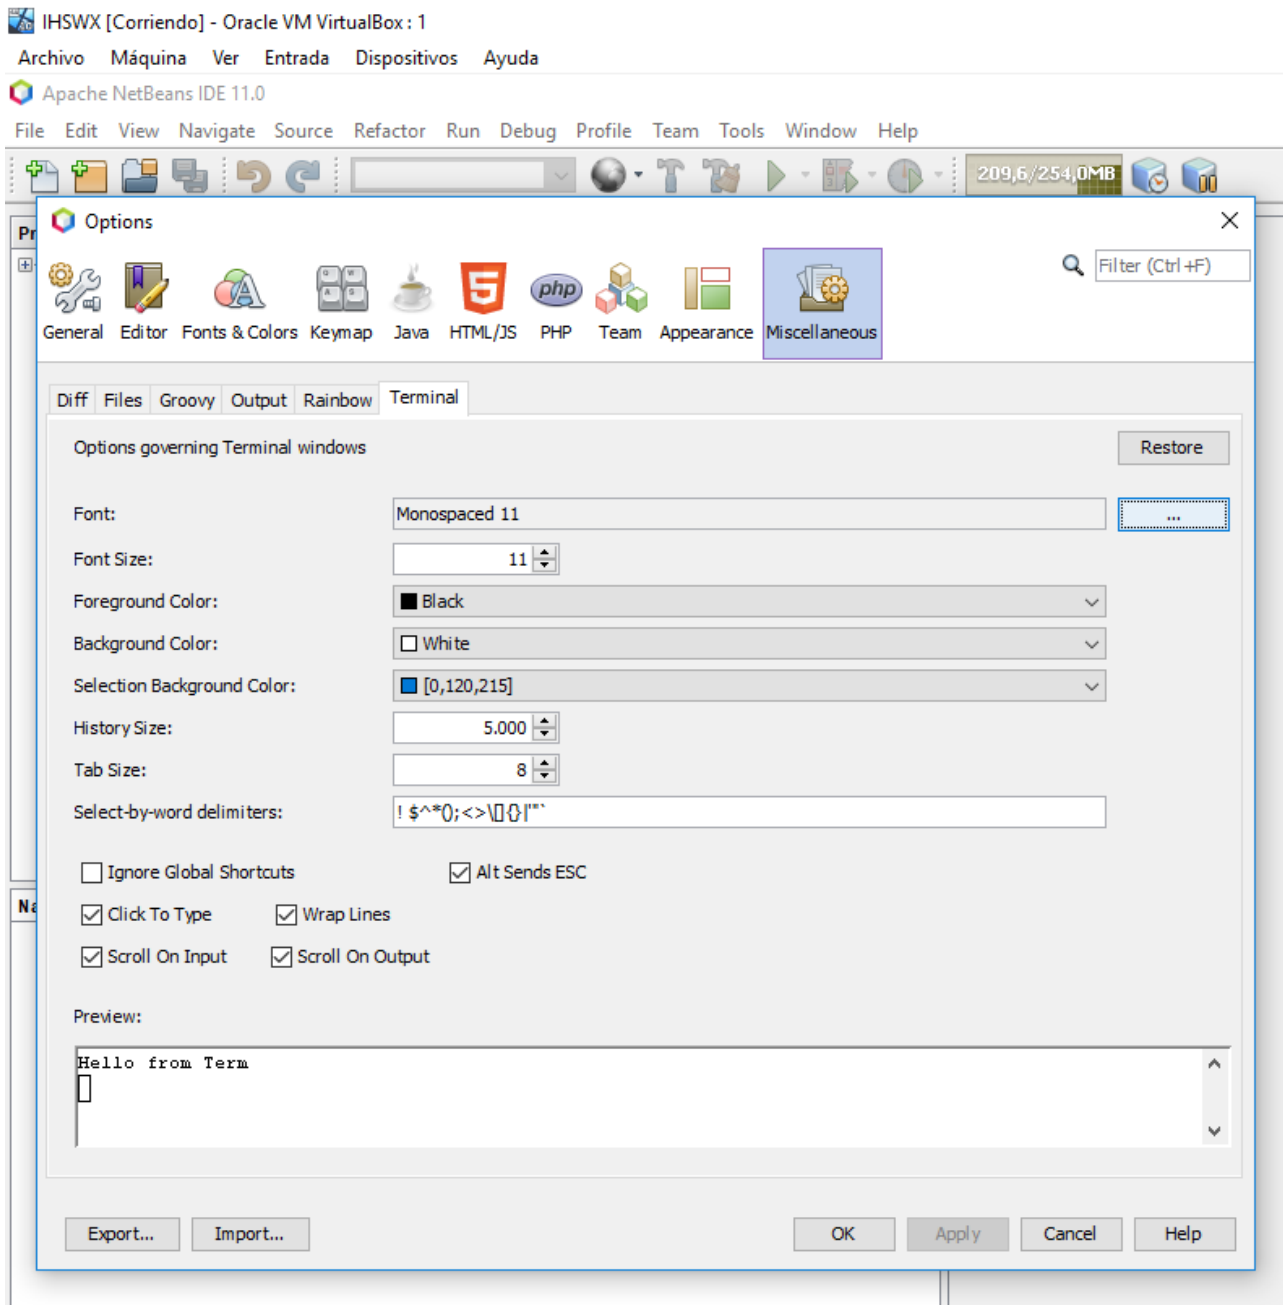 IHSWX [Corriendo] - Oracle VM VirtualBox : 1
Archivo Máquina Ver Entrada Dispositivos Ayuda
Apache NetBeans IDE 11.0
File Edit View Navigate Source Refactor Run Debug Profile Team Tools Window Help
209,6/254,0MB
Pr
Options
Filter (Ctrl+F)
General Editor Fonts & Colors Keymap Java HTML/JS PHP Team Appearance Miscellaneous
Diff Files Groovy Output Rainbow Terminal
Options governing Terminal windows Restore
Font: Monospaced 11 ...
Font Size: 11
Foreground Color: Black
Background Color: White
Selection Background Color: [0,120,215]
History Size: 5.000
Tab Size: 8
Select-by-word delimiters: ! $^*();<>\[]{}|'"`
Ignore Global Shortcuts Alt Sends ESC
Na
Click To Type Wrap Lines
Scroll On Input Scroll On Output
Preview:
Hello from Term
Export... Import... OK Apply Cancel Help